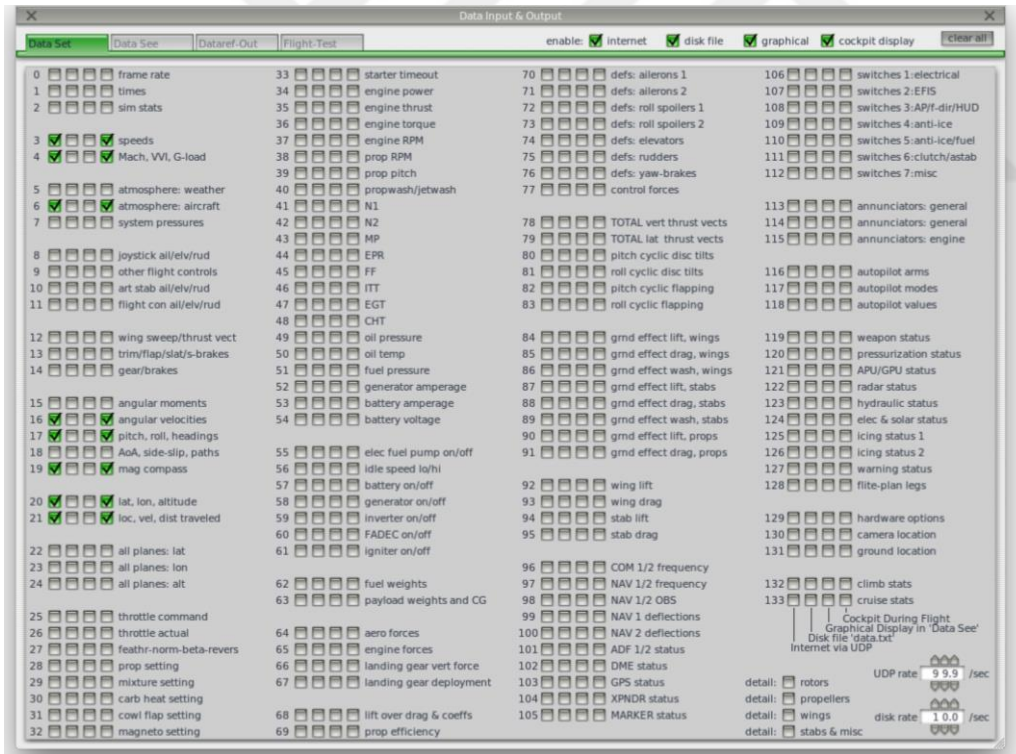 Data Input & Output
Data Set
Data See
Dataref-Out
Flight-Test
enable: internet disk file graphical cockpit display clear all
0 frame rate
1 times
2 sim stats
3 speeds
4 Mach, VVI, G-load
5 atmosphere: weather
6 atmosphere: aircraft
7 system pressures
8 joystick ail/elv/rud
9 other flight controls
10 art stab ail/elv/rud
11 flight con ail/elv/rud
12 wing sweep/thrust vect
13 trim/flap/slat/s-brakes
14 gear/brakes
15 angular moments
16 angular velocities
17 pitch, roll, headings
18 AoA, side-slip, paths
19 mag compass
20 lat, lon, altitude
21 loc, vel, dist traveled
22 all planes: lat
23 all planes: lon
24 all planes: alt
25 throttle command
26 throttle actual
27 feathr-norm-beta-revers
28 prop setting
29 mixture setting
30 carb heat setting
31 cowl flap setting
32 magneto setting
33 starter timeout
34 engine power
35 engine thrust
36 engine torque
37 engine RPM
38 prop RPM
39 prop pitch
40 propwash/jetwash
41 N1
42 N2
43 MP
44 EPR
45 FF
46 ITT
47 EGT
48 CHT
49 oil pressure
50 oil temp
51 fuel pressure
52 generator amperage
53 battery amperage
54 battery voltage
55 elec fuel pump on/off
56 idle speed lo/hi
57 battery on/off
58 generator on/off
59 inverter on/off
60 FADEC on/off
61 igniter on/off
62 fuel weights
63 payload weights and CG
64 aero forces
65 engine forces
66 landing gear vert force
67 landing gear deployment
68 lift over drag & coeffs
69 prop efficiency
70 defs: ailerons 1
71 defs: ailerons 2
72 defs: roll spoilers 1
73 defs: roll spoilers 2
74 defs: elevators
75 defs: rudders
76 defs: yaw-brakes
77 control forces
78 TOTAL vert thrust vects
79 TOTAL lat thrust vects
80 pitch cyclic disc tilts
81 roll cyclic disc tilts
82 pitch cyclic flapping
83 roll cyclic flapping
84 grnd effect lift, wings
85 grnd effect drag, wings
86 grnd effect wash, wings
87 grnd effect lift, stabs
88 grnd effect drag, stabs
89 grnd effect wash, stabs
90 grnd effect lift, props
91 grnd effect drag, props
92 wing lift
93 wing drag
94 stab lift
95 stab drag
96 COM 1/2 frequency
97 NAV 1/2 frequency
98 NAV 1/2 OBS
99 NAV 1 deflections
100 NAV 2 deflections
101 ADF 1/2 status
102 DME status
103 GPS status
104 XPNDR status
105 MARKER status
106 switches 1:electrical
107 switches 2:EFIS
108 switches 3:AP/f-dir/HUD
109 switches 4:anti-ice
110 switches 5:anti-ice/fuel
111 switches 6:clutch/astab
112 switches 7:misc
113 annunciators: general
114 annunciators: general
115 annunciators: engine
116 autopilot arms
117 autopilot modes
118 autopilot values
119 weapon status
120 pressurization status
121 APU/GPU status
122 radar status
123 hydraulic status
124 elec & solar status
125 icing status 1
126 icing status 2
127 warning status
128 flite-plan legs
129 hardware options
130 camera location
131 ground location
132 climb stats
133 cruise stats
Cockpit During Flight
Graphical Display in 'Data See'
Disk file 'data.txt'
Internet via UDP
detail: rotors
detail: propellers
detail: wings
detail: stabs & misc
UDP rate 99.9 /sec
disk rate 10.0 /sec